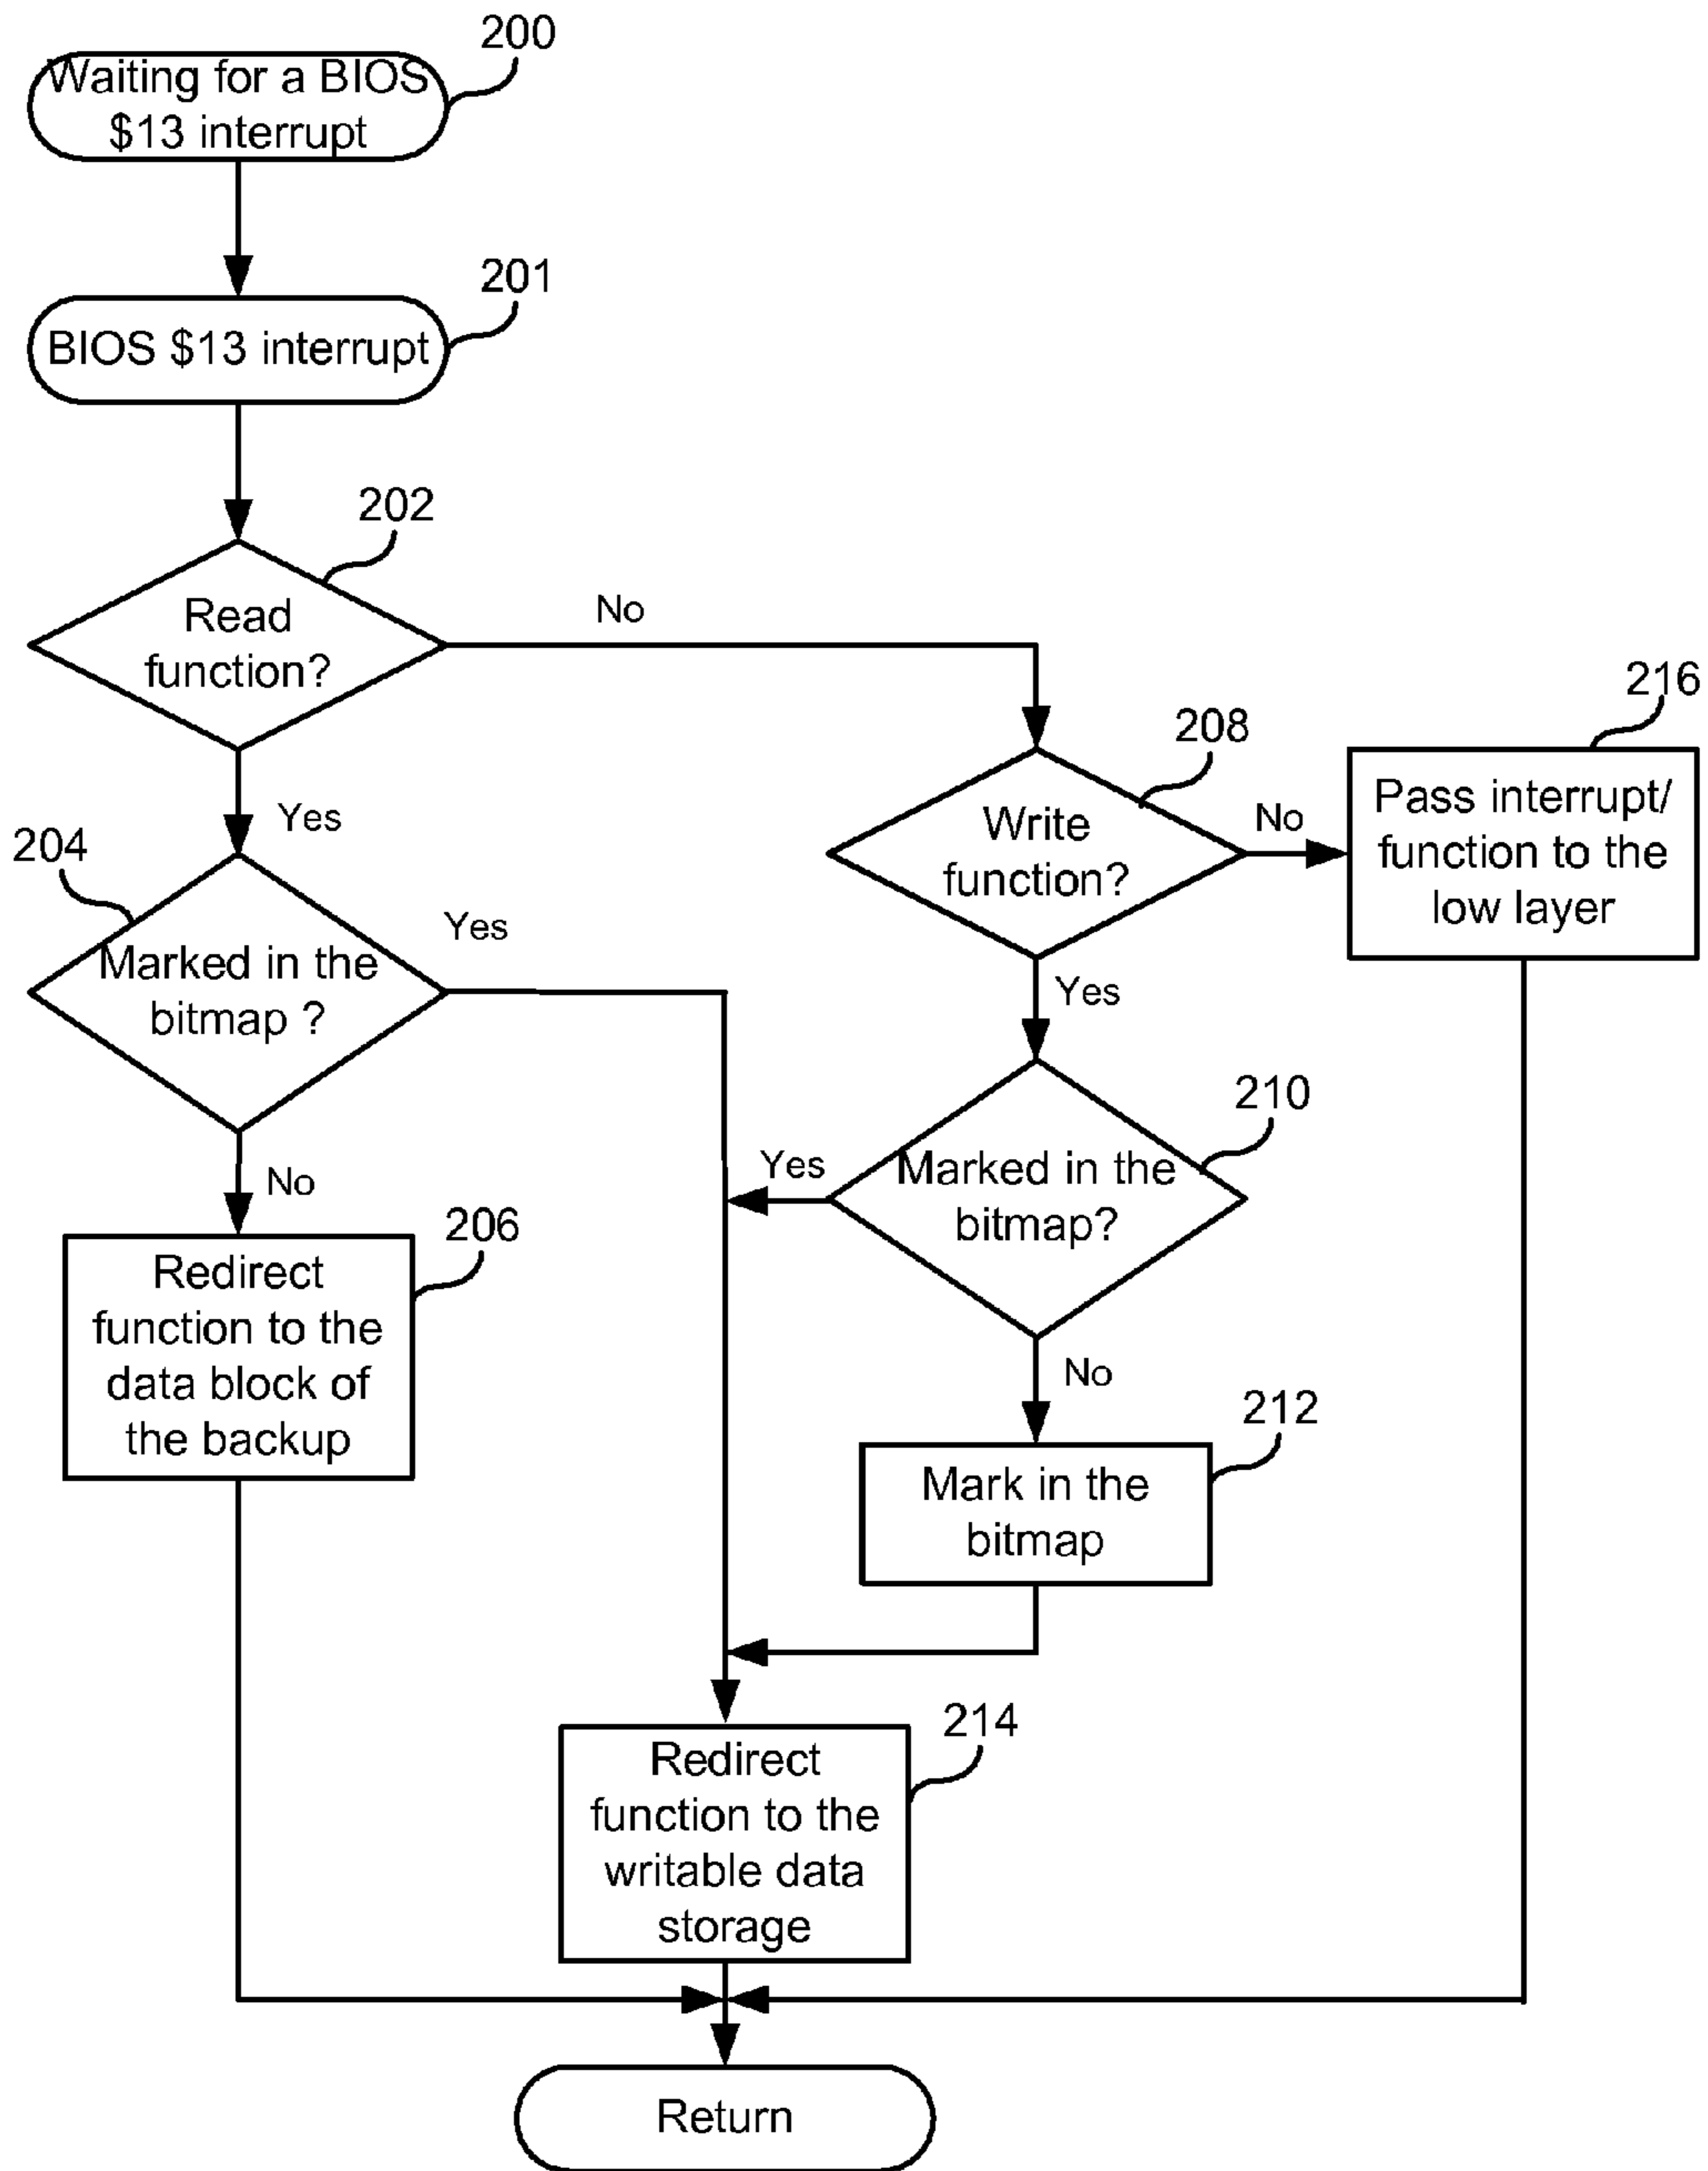 200
Waiting for a BIOS
$13 interrupt
201
BIOS $13 interrupt
202
Read
function?
No
Yes
208
Write
function?
No
216
Pass interrupt/
function to the
low layer
204
Marked in the
bitmap ?
Yes
Yes
210
Marked in the
bitmap?
Yes
No
206
Redirect
function to the
data block of
the backup
No
212
Mark in the
bitmap
214
Redirect
function to the
writable data
storage
Return